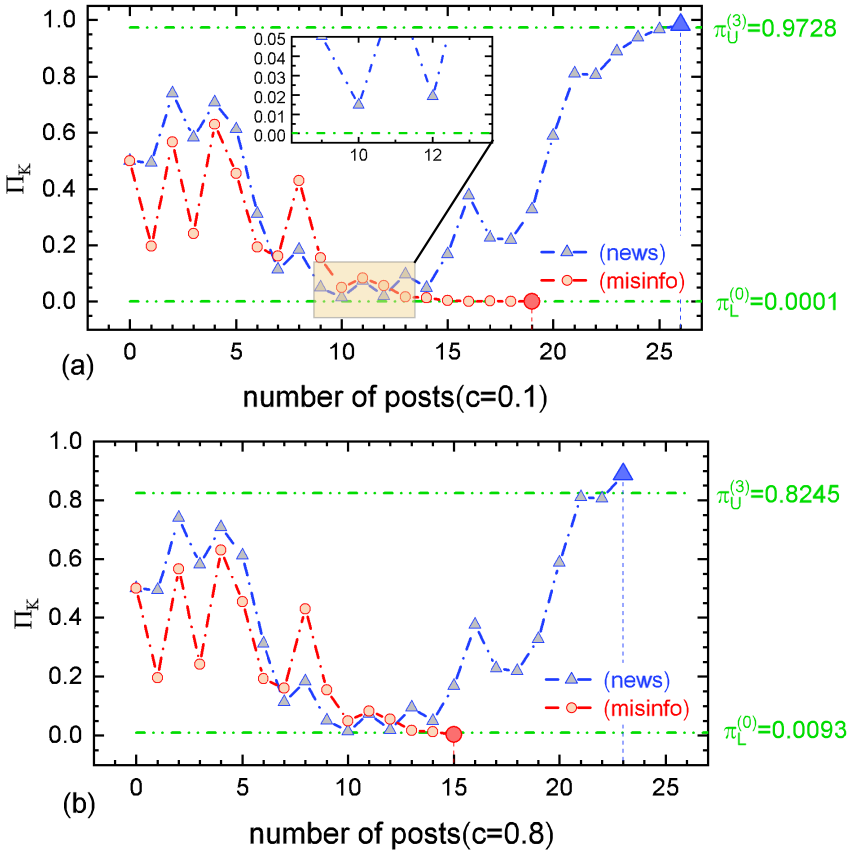 1.0
0.8
0.6
0.4
0.2
0.0
Π_K
0.05
0.04
0.03
0.02
0.01
0.00
10 12
π_U^(3)=0.9728
(news)
(misinfo)
π_L^(0)=0.0001
0 5 10 15 20 25
(a)
number of posts(c=0.1)
1.0
0.8
0.6
0.4
0.2
0.0
Π_K
π_U^(3)=0.8245
(news)
(misinfo)
π_L^(0)=0.0093
0 5 10 15 20 25
(b)
number of posts(c=0.8)